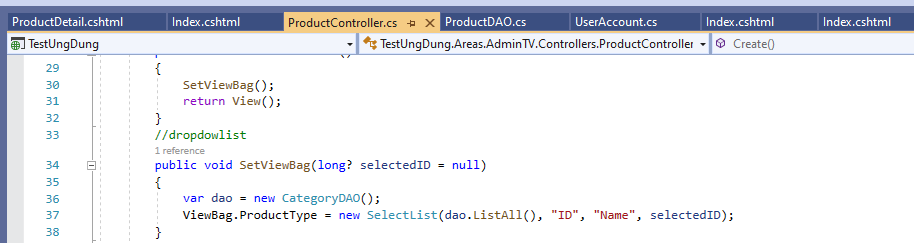 ProductDetail.cshtml Index.cshtml ProductController.cs ProductDAO.cs UserAccount.cs Index.cshtml Index.cshtml
TestUngDung TestUngDung.Areas.AdminTV.Controllers.ProductController Create()
29 {
30 SetViewBag();
31 return View();
32 }
33 //dropdowlist
1 reference
34 public void SetViewBag(long? selectedID = null)
35 {
36 var dao = new CategoryDAO();
37 ViewBag.ProductType = new SelectList(dao.ListAll(), "ID", "Name", selectedID);
38 }